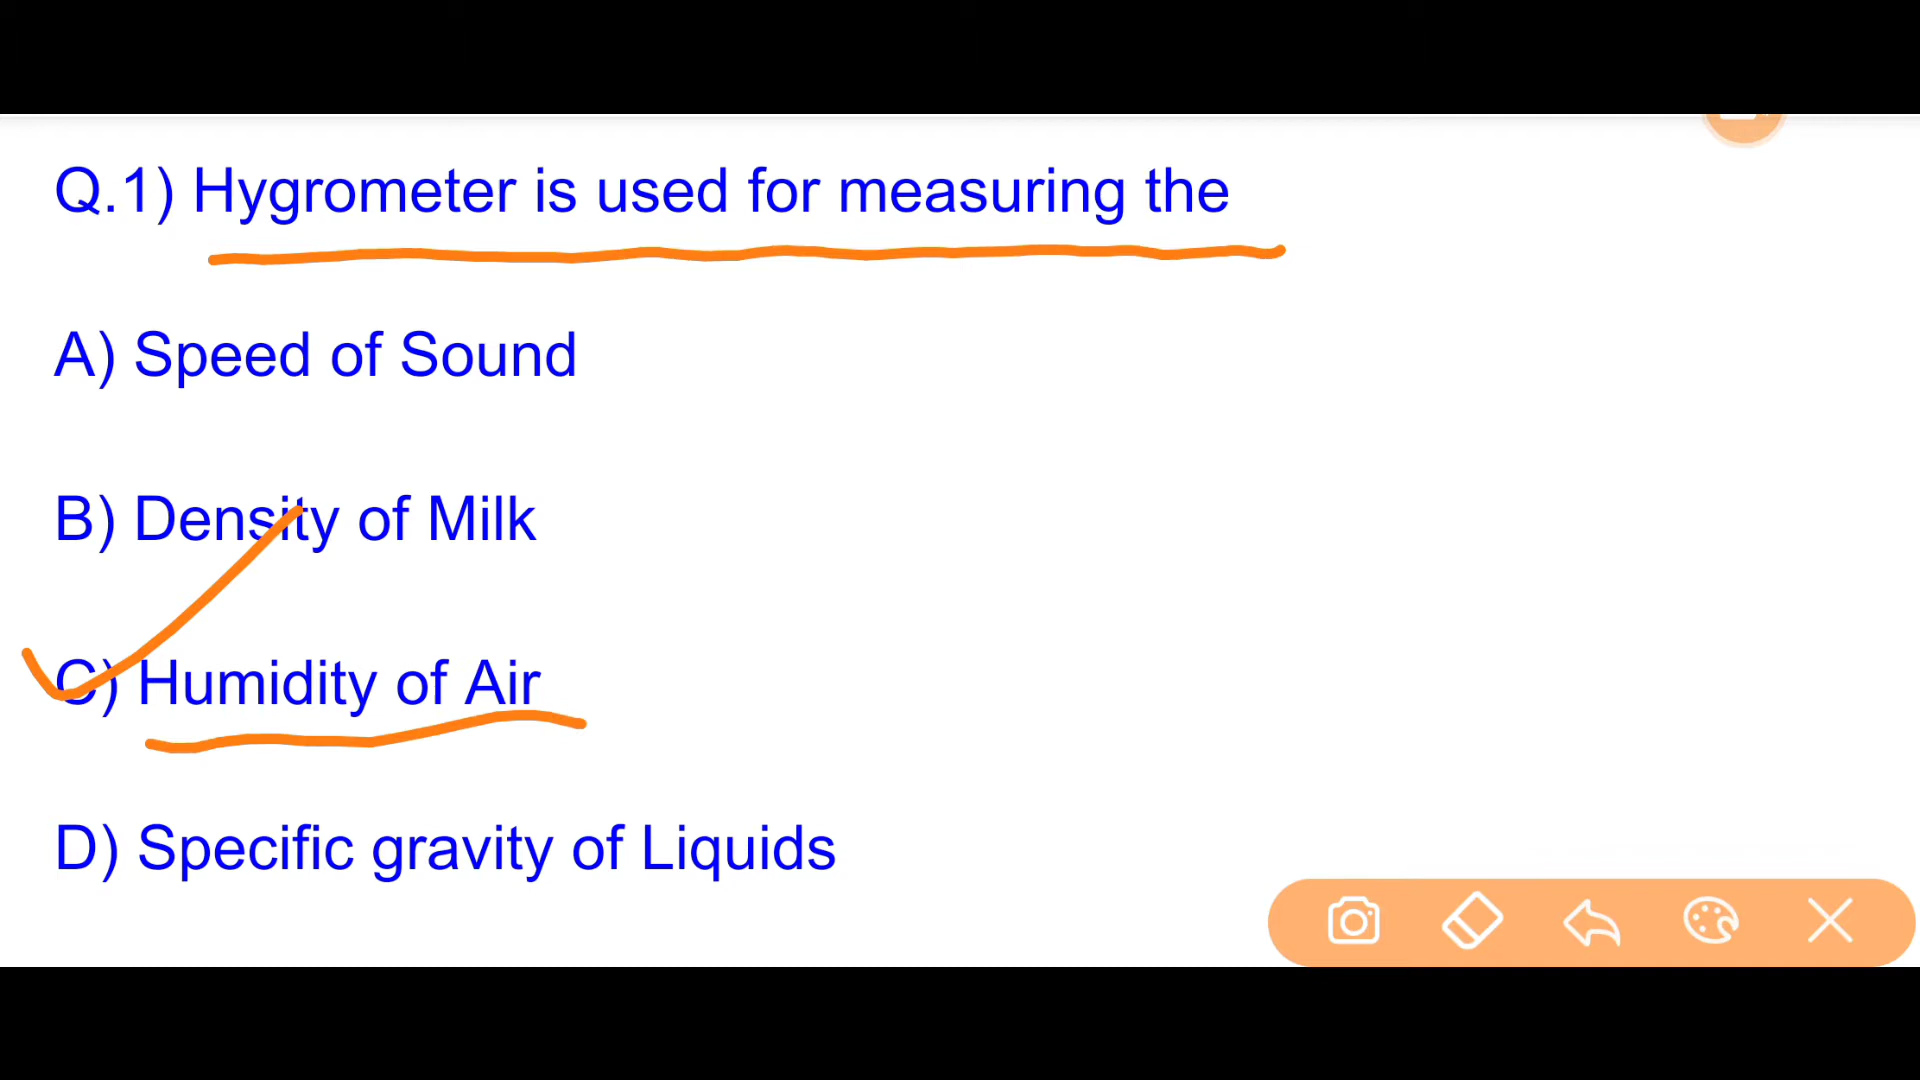 Q.1) Hygrometer is used for measuring the
A) Speed of Sound
B) Density of Milk
C) Humidity of Air
D) Specific gravity of Liquids